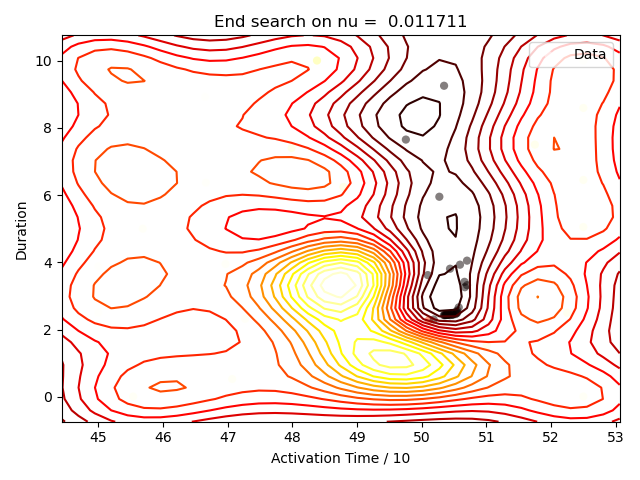 End search on nu =  0.011711
Data
10
8
6
4
2
0
Duration
45 46 47 48 49 50 51 52 53
Activation Time / 10